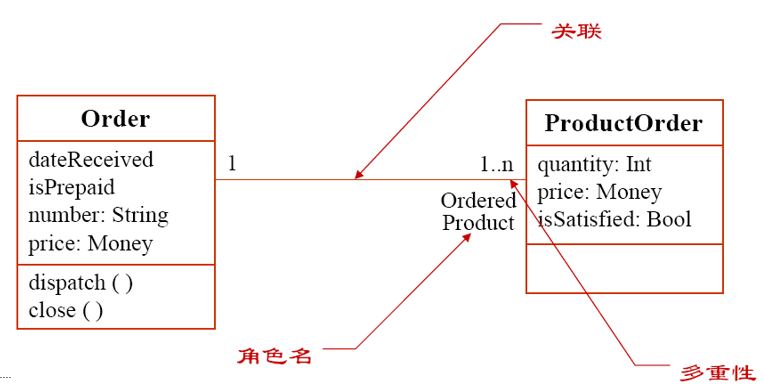 关联
Order
dateReceived
isPrepaid
number: String
price: Money
dispatch ( )
close ( )
1
1..n
Ordered
Product
ProductOrder
quantity: Int
price: Money
isSatisfied: Bool
角色名
多重性